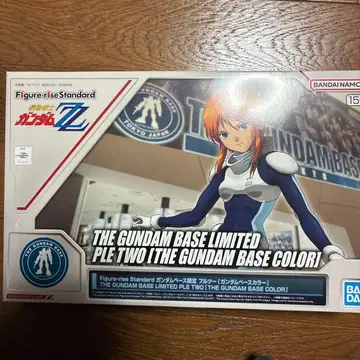 Figure-rise Standard
機動戦士
ガンダムZZ
BANDAI NAMCO
15
TOKYO JAPAN
THE GUNDAM BASE
THE GUNDAM BASE LIMITED
PLE TWO [THE GUNDAM BASE COLOR]
THE GUNDAM BASE
Figure-rise Standard ガンダムベース限定 プルツー [ガンダムベースカラー]
THE GUNDAM BASE LIMITED PLE TWO [THE GUNDAM BASE COLOR]
BAN
DAI